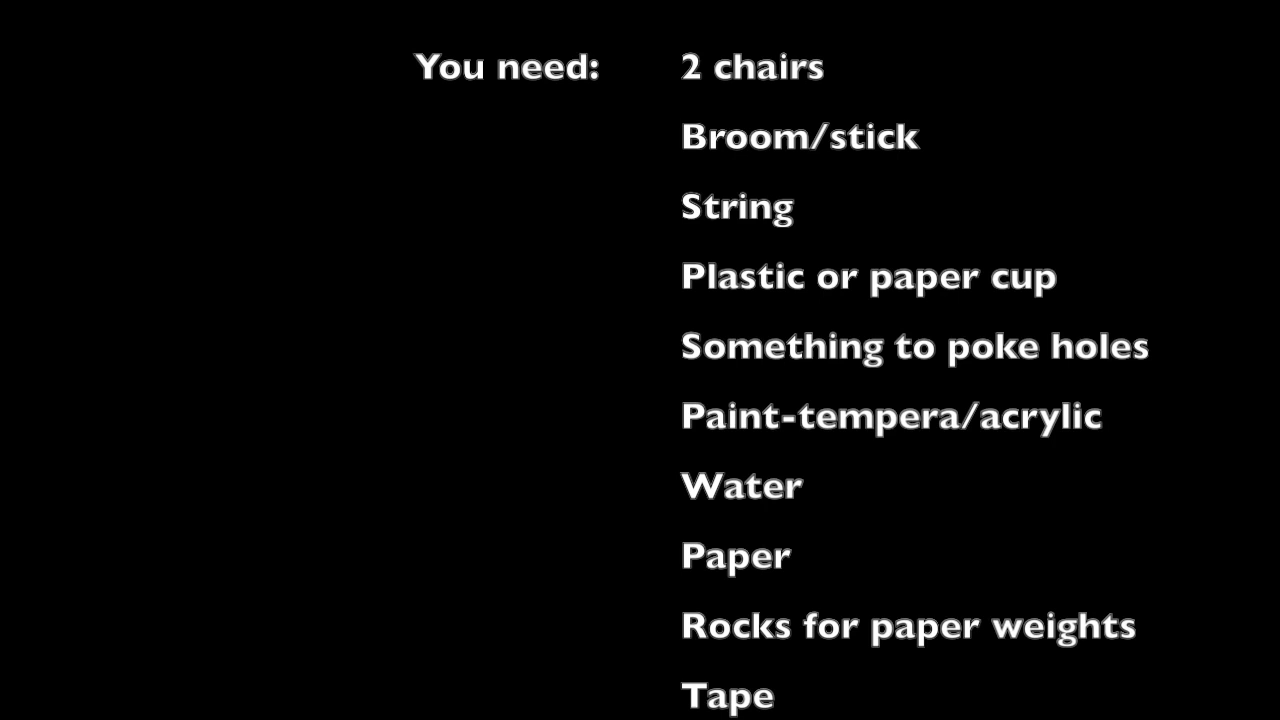 You need: 2 chairs
Broom/stick
String
Plastic or paper cup
Something to poke holes
Paint-tempera/acrylic
Water
Paper
Rocks for paper weights
Tape